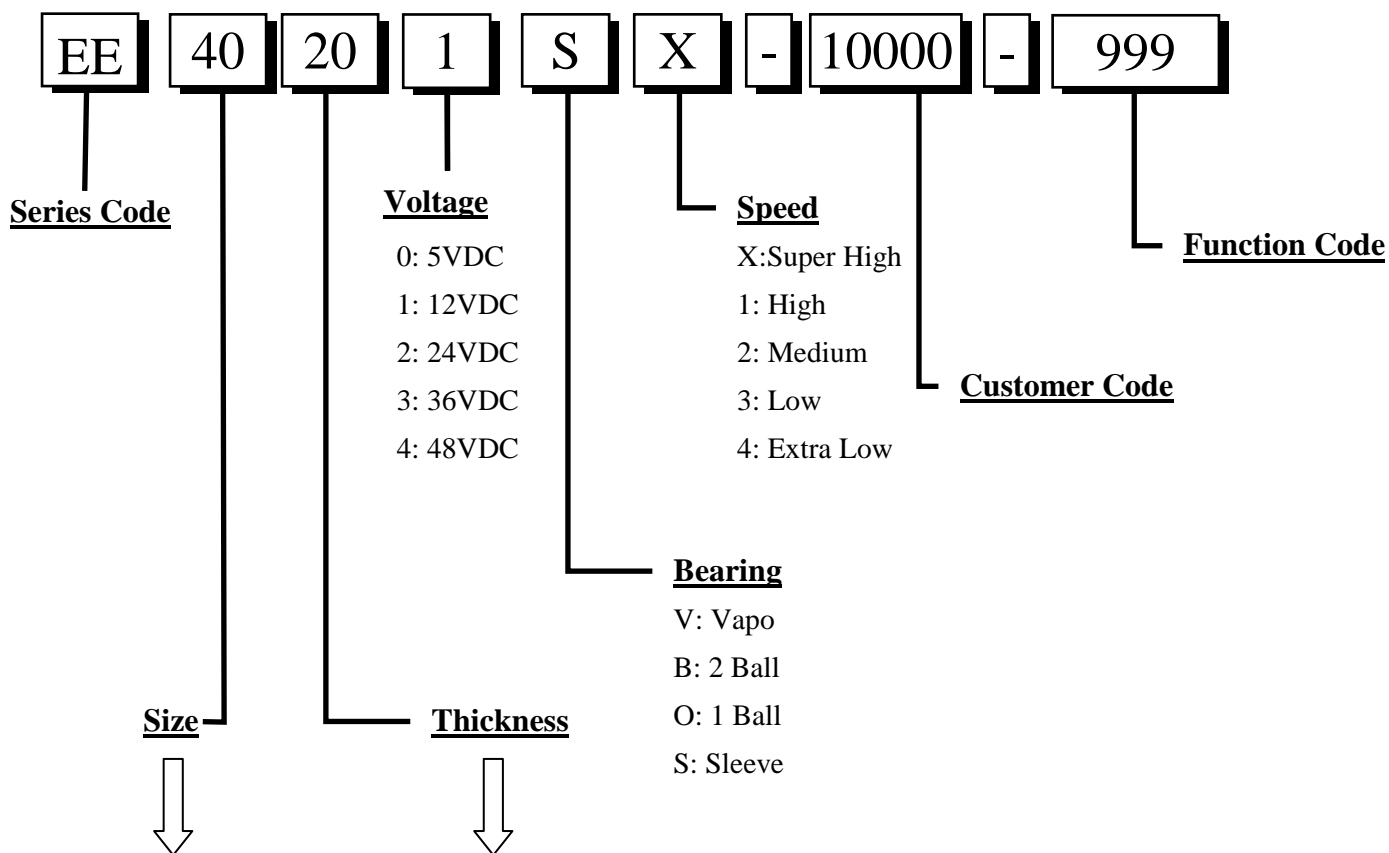 EE 40 20 1 S X - 10000 - 999
Series Code
Voltage
0: 5VDC
1: 12VDC
2: 24VDC
3: 36VDC
4: 48VDC
Speed
X:Super High
1: High
2: Medium
3: Low
4: Extra Low
Function Code
Customer Code
Bearing
V: Vapo
B: 2 Ball
O: 1 Ball
S: Sleeve
Size
Thickness